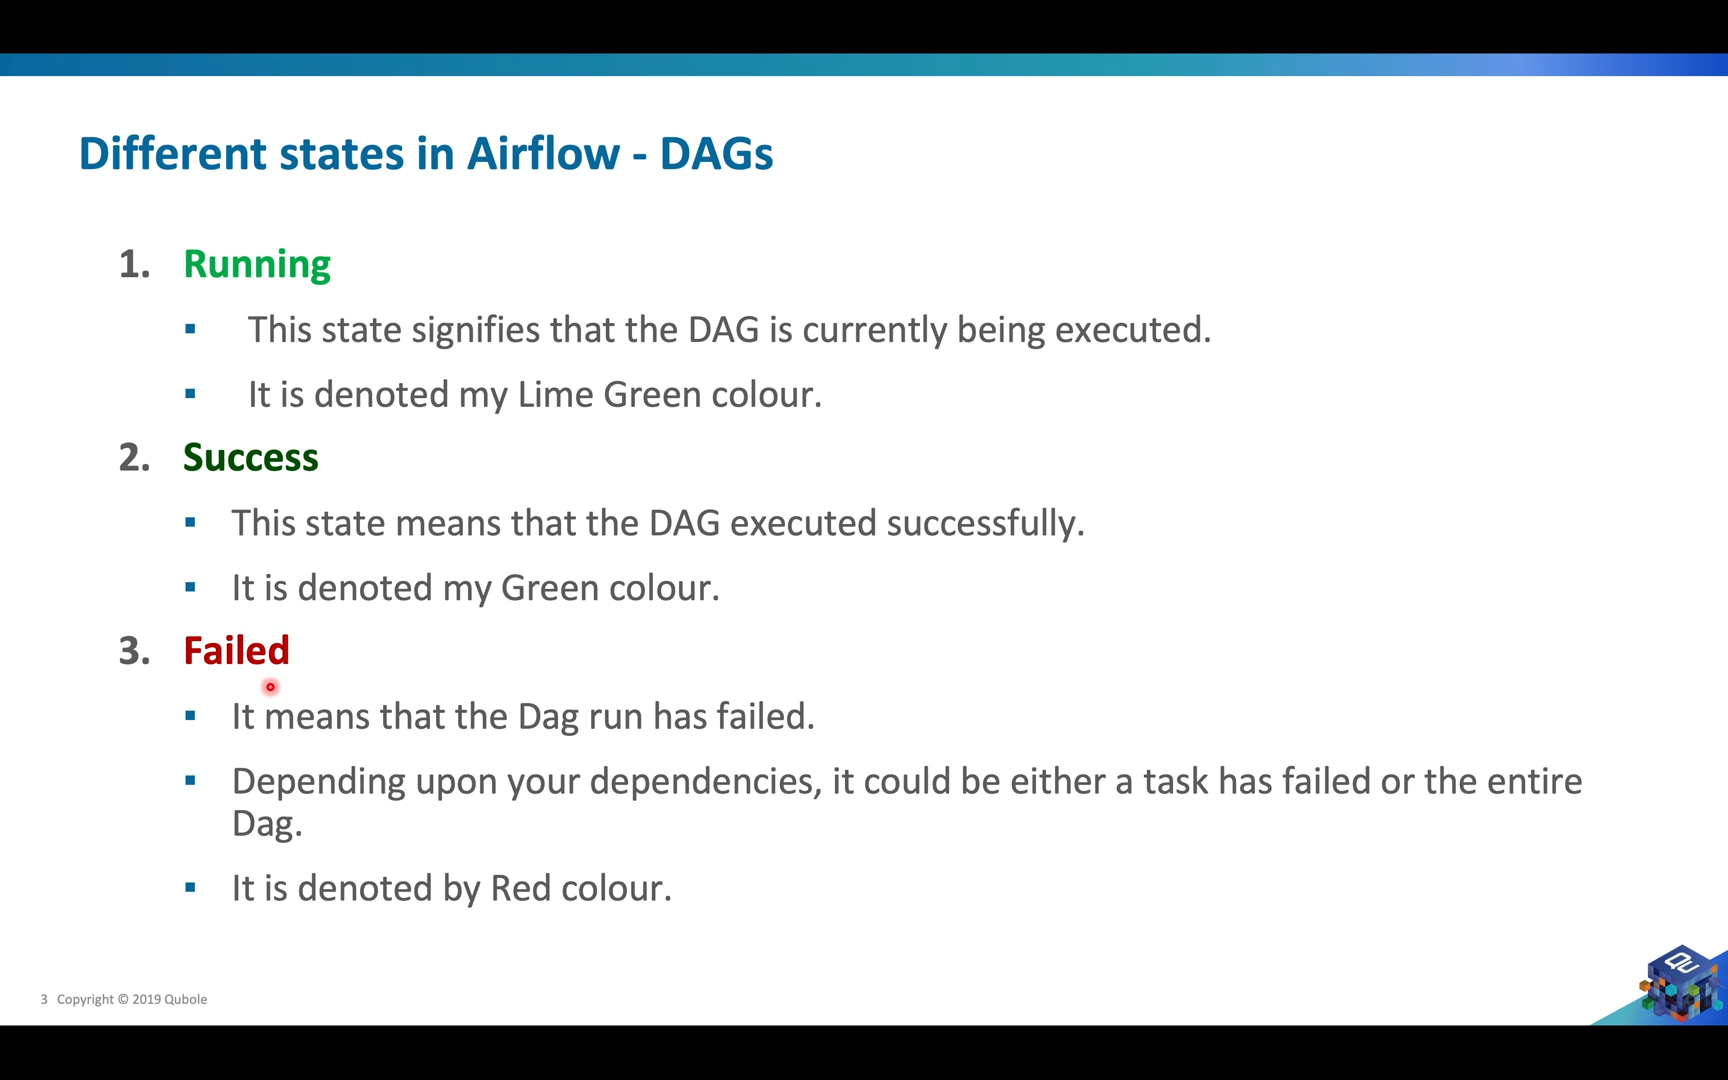 Different states in Airflow - DAGs
1. Running
▪ This state signifies that the DAG is currently being executed.
▪ It is denoted my Lime Green colour.
2. Success
▪ This state means that the DAG executed successfully.
▪ It is denoted my Green colour.
3. Failed
▪ It means that the Dag run has failed.
▪ Depending upon your dependencies, it could be either a task has failed or the entire
Dag.
▪ It is denoted by Red colour.
3 Copyright © 2019 Qubole
QU